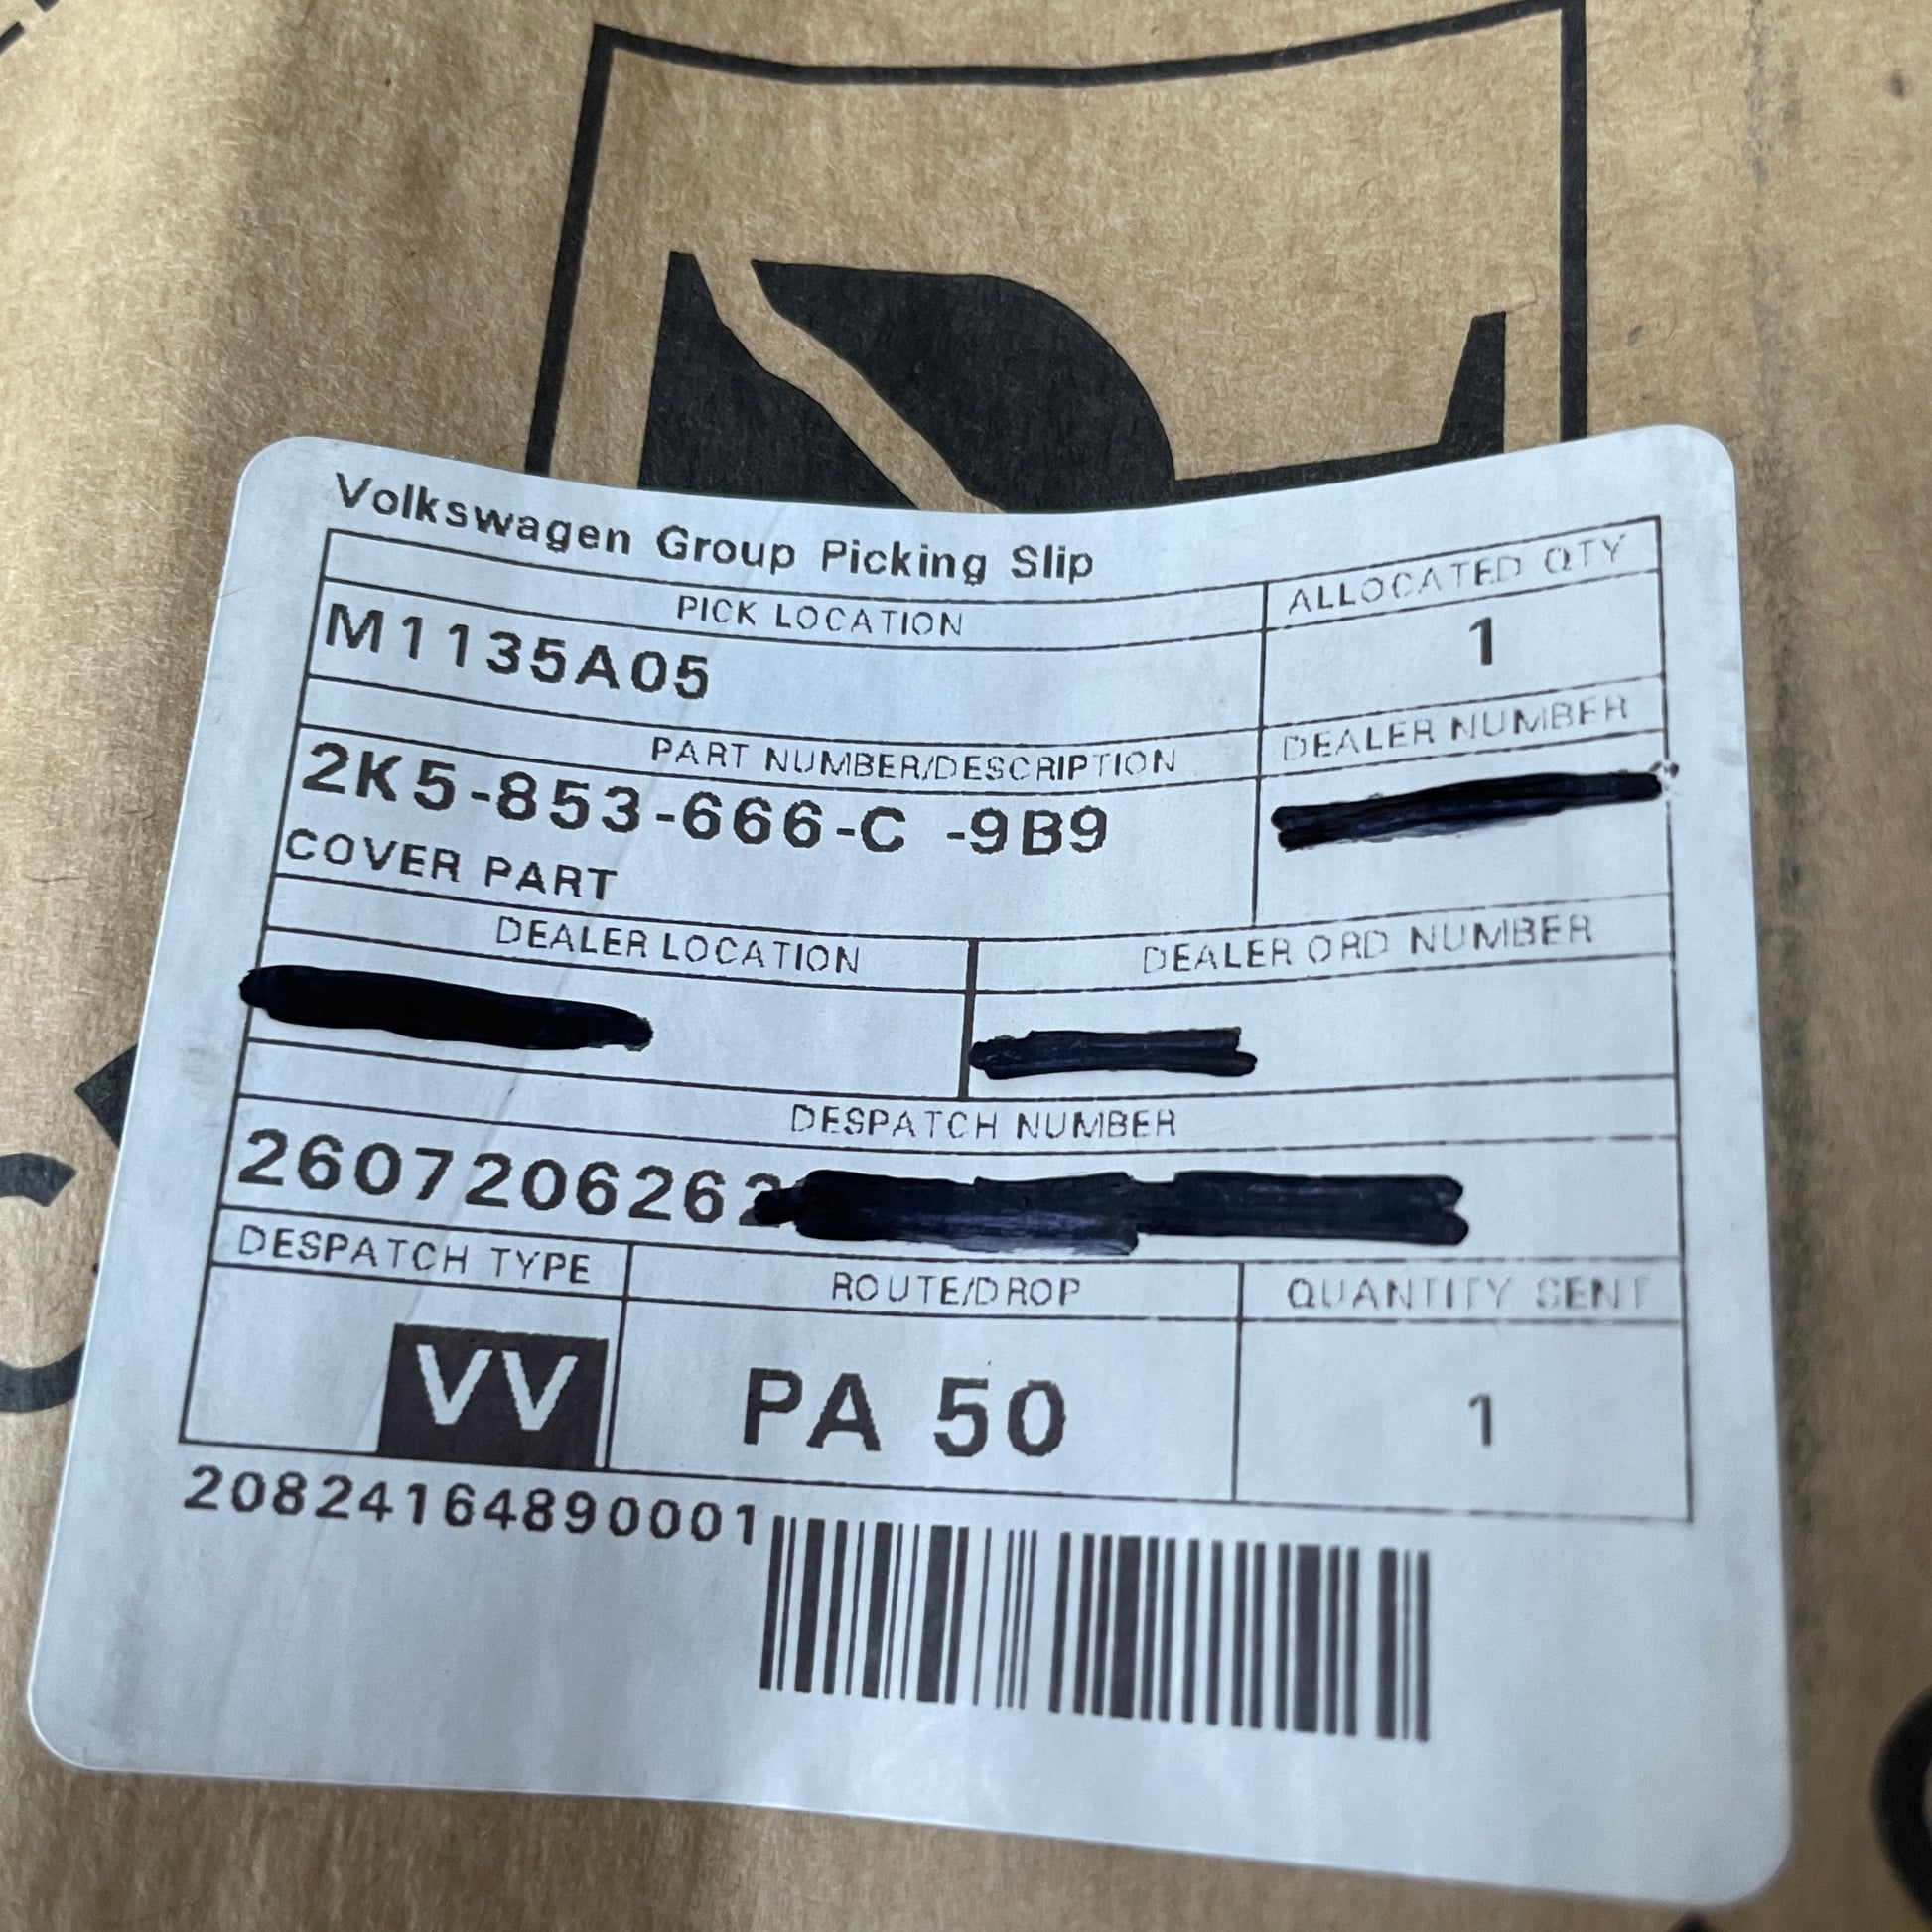 Volkswagen Group Picking Slip
PICK LOCATION
ALLOCATED QTY
M1135A05
1
PART NUMBER/DESCRIPTION
DEALER NUMBER
2K5-853-666-C -9B9
COVER PART
DEALER LOCATION
DEALER ORD NUMBER
DESPATCH NUMBER
2607206262
DESPATCH TYPE
ROUTE/DROP
QUANTITY SENT
VV
PA 50
1
20824164890001